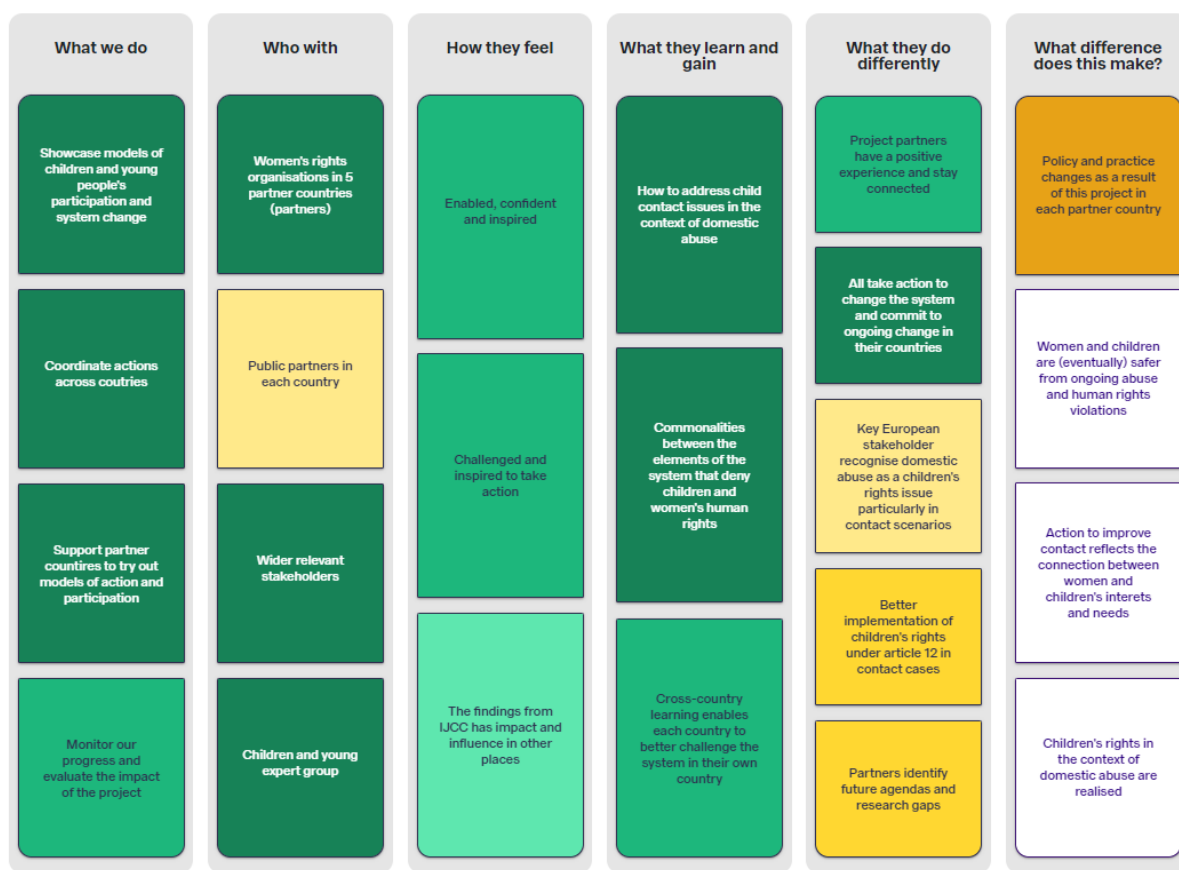 What we do
Showcase models of
children and young
people's
participation and
system change
Coordinate actions
across coutries
Support partner
countires to try out
models of action and
participation
Monitor our
progress and
evaluate the impact
of the project
Who with
Women's rights
organisations in 5
partner countries
(partners)
Public partners in
each country
Wider relevant
stakeholders
Children and young
expert group
How they feel
Enabled, confident
and inspired
Challenged and
inspired to take
action
The findings from
IJCC has impact and
influence in other
places
What they learn and
gain
How to address child
contact issues in the
context of domestic
abuse
Commonalities
between the
elements of the
system that deny
children and
women's human
rights
Cross-country
learning enables
each country to
better challenge the
system in their own
country
What they do
differently
Project partners
have a positive
experience and stay
connected
All take action to
change the system
and commit to
ongoing change in
their countries
Key European
stakeholder
recognise domestic
abuse as a children's
rights issue
particularly in
contact scenarios
Better
implementation of
children's rights
under article 12 in
contact cases
Partners identify
future agendas and
research gaps
What difference
does this make?
Policy and practice
changes as a result
of this project in
each partner country
Women and children
are (eventually) safer
from ongoing abuse
and human rights
violations
Action to improve
contact reflects the
connection between
women and
children's interets
and needs
Children's rights in
the context of
domestic abuse are
realised